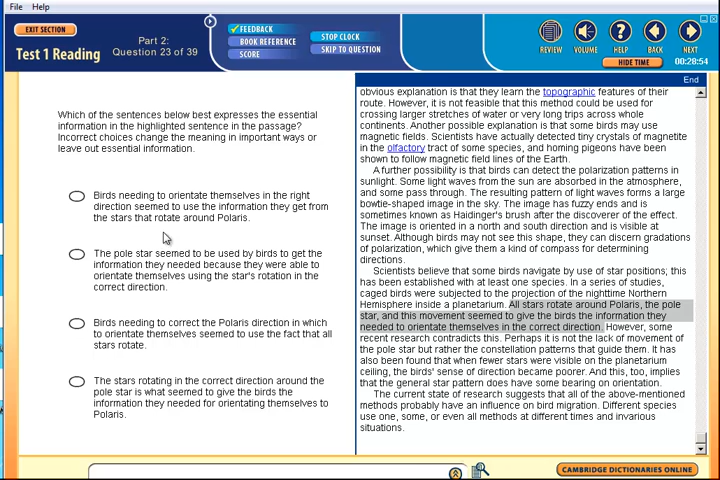 File Help
EXIT SECTION
Test 1 Reading
Part 2:
Question 23 of 39
FEEDBACK
BOOK REFERENCE
SCORE
STOP CLOCK
SKIP TO QUESTION
REVIEW
VOLUME
HELP
BACK
NEXT
HIDE TIME
00:28:54
Which of the sentences below best expresses the essential
information in the highlighted sentence in the passage?
Incorrect choices change the meaning in important ways or
leave out essential information.
Birds needing to orientate themselves in the right
direction seemed to use the information they get from
the stars that rotate around Polaris.
The pole star seemed to be used by birds to get the
information they needed because they were able to
orientate themselves using the star's rotation in the
correct direction.
Birds needing to correct the Polaris direction in which
to orientate themselves seemed to use the fact that all
stars rotate.
The stars rotating in the correct direction around the
pole star is what seemed to give the birds the
information they needed for orientating themselves to
Polaris.
End
obvious explanation is that they learn the topographic features of their
route. However, it is not feasible that this method could be used for
crossing larger stretches of water or very long trips across whole
continents. Another possible explanation is that some birds may use
magnetic fields. Scientists have actually detected tiny crystals of magnetite
in the olfactory tract of some species, and homing pigeons have been
shown to follow magnetic field lines of the Earth.
A further possibility is that birds can detect the polarization patterns in
sunlight. Some light waves from the sun are absorbed in the atmosphere,
and some pass through. The resulting pattern of light waves forms a large
bowtie-shaped image in the sky. The image has fuzzy ends and is
sometimes known as Haidinger's brush after the discoverer of the effect.
The image is oriented in a north and south direction and is visible at
sunset. Although birds may not see this shape, they can discern gradations
of polarization, which give them a kind of compass for determining
directions.
Scientists believe that some birds navigate by use of star positions; this
has been established with at least one species. In a series of studies,
caged birds were subjected to the projection of the nighttime Northern
Hemisphere inside a planetarium. All stars rotate around Polaris, the pole
star, and this movement seemed to give the birds the information they
needed to orientate themselves in the correct direction. However, some
recent research contradicts this. Perhaps it is not the lack of movement of
the pole star but rather the constellation patterns that guide them. It has
also been found that when fewer stars were visible on the planetarium
ceiling, the birds' sense of direction became poorer. And this, too, implies
that the general star pattern does have some bearing on orientation.
The current state of research suggests that all of the above-mentioned
methods probably have an influence on bird migration. Different species
use one, some, or even all methods at different times and invarious
situations.
CAMBRIDGE DICTIONARIES ONLINE